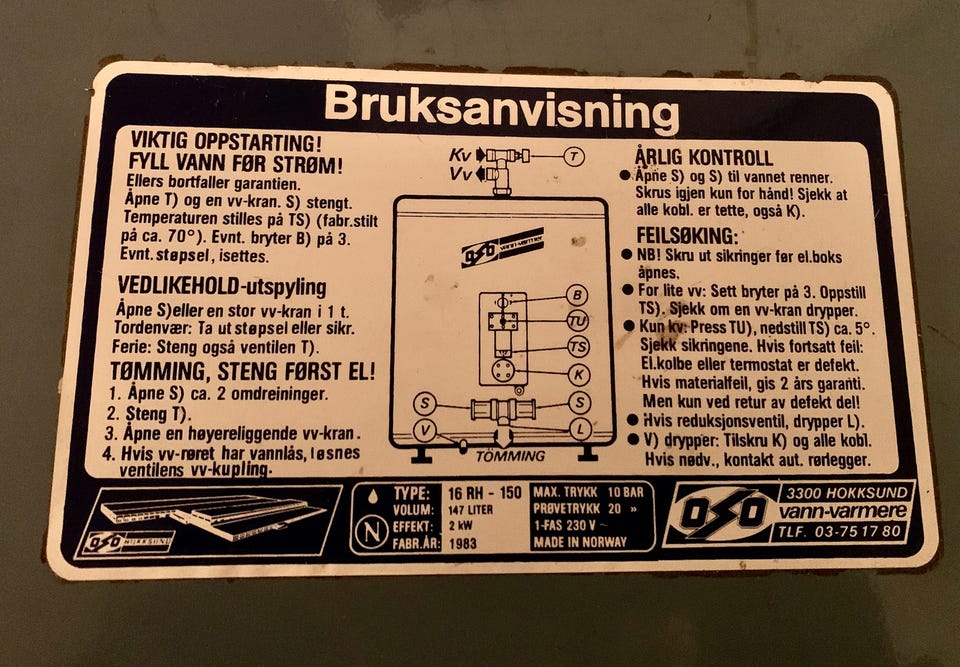 Bruksanvisning
VIKTIG OPPSTARTING!
FYLL VANN FØR STRØM!
Ellers bortfaller garantien.
Åpne T) og en vv-kran. S) stengt.
Temperaturen stilles på TS) (fabr.stilt
på ca. 70°). Evnt. bryter B) på 3.
Evnt. støpsel, isettes.
VEDLIKEHOLD-utspyling
Åpne S)eller en stor vv-kran i 1 t.
Tordenvær: Ta ut støpsel eller sikr.
Ferie: Steng også ventilen T).
TØMMING, STENG FØRST EL!
1. Åpne S) ca. 2 omdreininger.
2. Steng T).
3. Åpne en høyereliggende vv-kran.
4. Hvis vv-røret har vannlås, løsnes
ventilens vv-kupling.
Kv
T
Vv
OSO vann-varmer
B
TU
TS
K
S
S
V
L
TÖMMING
ÅRLIG KONTROLL
● Åpne S) og S) til vannet renner.
Skrus igjen kun for hånd! Sjekk at
alle kobl. er tette, også K).
FEILSØKING:
● NB! Skru ut sikringer før el.boks
åpnes.
● For lite vv: Sett bryter på 3. Oppstill
TS). Sjekk om en vv-kran drypper.
● Kun kv: Press TU), nedstill TS) ca. 5°.
Sjekk sikringene. Hvis fortsatt feil:
El.kolbe eller termostat er defekt.
Hvis materialfeil, gis 2 års garanti.
Men kun ved retur av defekt del!
● Hvis reduksjonsventil, drypper L).
● V) drypper: Tilskru K) og alle kobl.
Hvis nødv., kontakt aut. rørlegger.
OSO HOKKSUND
N
TYPE: 16 RH - 150
VOLUM: 147 LITER
EFFEKT: 2 kW
FABR.ÅR: 1983
MAX. TRYKK 10 BAR
PRØVETRYKK 20 »
1-FAS 230 V ~
MADE IN NORWAY
OSO
3300 HOKKSUND
vann-varmere
TLF. 03-75 17 80